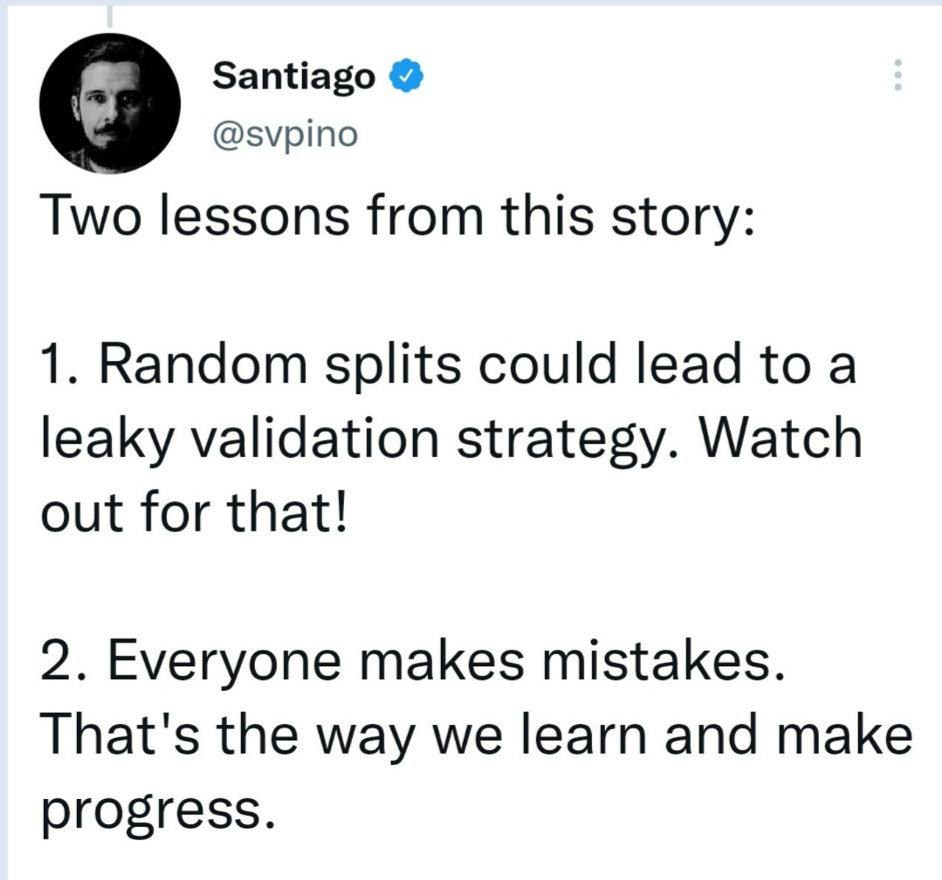 Santiago
@svpino
Two lessons from this story:
1. Random splits could lead to a
leaky validation strategy. Watch
out for that!
2. Everyone makes mistakes.
That's the way we learn and make
progress.